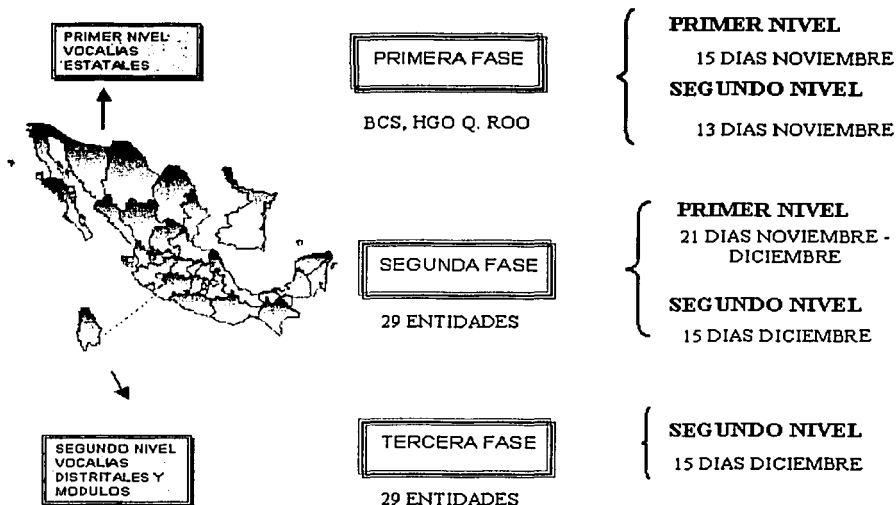 PRIMER NIVEL
VOCALIAS
ESTATALES
PRIMERA FASE
BCS, HGO Q. ROO
PRIMER NIVEL
15 DIAS NOVIEMBRE
SEGUNDO NIVEL
13 DIAS NOVIEMBRE
SEGUNDA FASE
29 ENTIDADES
PRIMER NIVEL
21 DIAS NOVIEMBRE -
DICIEMBRE
SEGUNDO NIVEL
15 DIAS DICIEMBRE
SEGUNDO NIVEL
VOCALIAS
DISTRITALES Y
MODULOS
TERCERA FASE
29 ENTIDADES
SEGUNDO NIVEL
15 DIAS DICIEMBRE